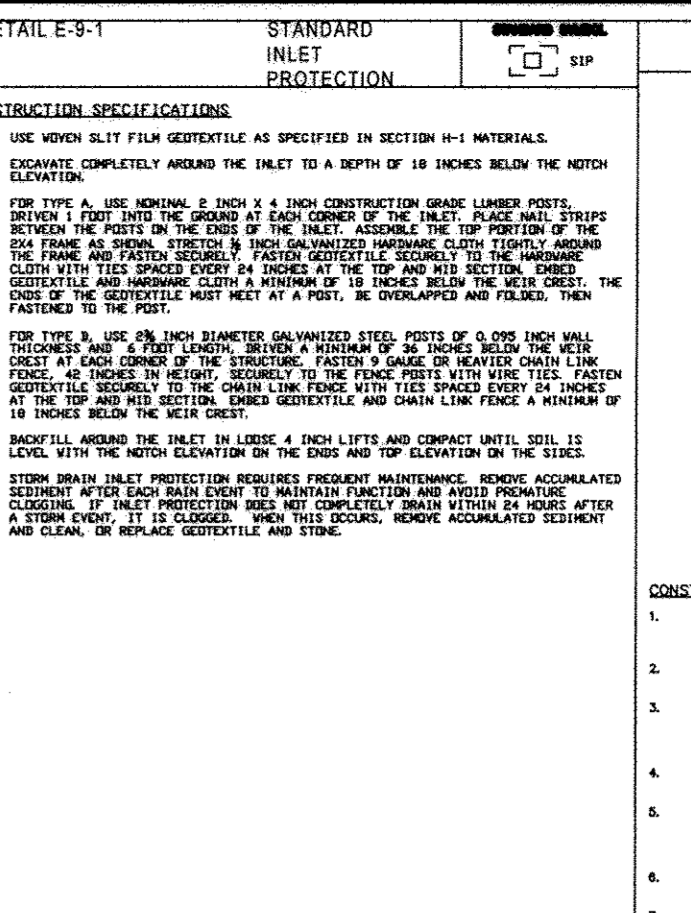 ETAIL E-9-1
STANDARD
INLET
PROTECTION
STANDARD SYMBOL
SIP
STRUCTION SPECIFICATIONS
USE WOVEN SLIT FILM GEOTEXTILE AS SPECIFIED IN SECTION H-1 MATERIALS.
EXCAVATE COMPLETELY AROUND THE INLET TO A DEPTH OF 18 INCHES BELOW THE NOTCH
ELEVATION.
FOR TYPE A, USE NOMINAL 2 INCH X 4 INCH CONSTRUCTION GRADE LUMBER POSTS,
DRIVEN 1 FOOT INTO THE GROUND AT EACH CORNER OF THE INLET. PLACE NAIL STRIPS
BETWEEN THE POSTS ON THE ENDS OF THE INLET. ASSEMBLE THE TOP PORTION OF THE
2X4 FRAME AS SHOWN. STRETCH INCH GALVANIZED HARDWARE CLOTH TIGHTLY AROUND
THE FRAME AND FASTEN SECURELY. FASTEN GEOTEXTILE SECURELY TO THE HARDWARE
CLOTH WITH TIES SPACED EVERY 24 INCHES AT THE TOP AND MID SECTION. EMBED
GEOTEXTILE AND HARDWARE CLOTH A MINIMUM OF 18 INCHES BELOW THE WEIR CREST. THE
ENDS OF THE GEOTEXTILE MUST MEET AT A POST, BE OVERLAPPED AND FOLDED, THEN
FASTENED TO THE POST.
FOR TYPE B, USE INCH DIAMETER GALVANIZED STEEL POSTS OF 0.095 INCH WALL
THICKNESS AND 6 FOOT LENGTH, DRIVEN A MINIMUM OF 36 INCHES BELOW THE WEIR
CREST AT EACH CORNER OF THE STRUCTURE. FASTEN 9 GAUGE OR HEAVIER CHAIN LINK
FENCE, 42 INCHES IN HEIGHT, SECURELY TO THE FENCE POSTS WITH WIRE TIES. FASTEN
GEOTEXTILE SECURELY TO THE CHAIN LINK FENCE WITH TIES SPACED EVERY 24 INCHES
AT THE TOP AND MID SECTION. EMBED GEOTEXTILE AND CHAIN LINK FENCE A MINIMUM OF
18 INCHES BELOW THE WEIR CREST.
BACKFILL AROUND THE INLET IN LOOSE 4 INCH LIFTS AND COMPACT UNTIL SOIL IS
LEVEL WITH THE NOTCH ELEVATION ON THE ENDS AND TOP ELEVATION ON THE SIDES.
STORM DRAIN INLET PROTECTION REQUIRES FREQUENT MAINTENANCE. REMOVE ACCUMULATED
SEDIMENT AFTER EACH RAIN EVENT TO MAINTAIN FUNCTION AND AVOID PREMATURE
CLOGGING. IF INLET PROTECTION DOES NOT COMPLETELY DRAIN WITHIN 24 HOURS AFTER
A STORM EVENT, IT IS CLOGGED. WHEN THIS OCCURS, REMOVE ACCUMULATED SEDIMENT
AND CLEAN, OR REPLACE GEOTEXTILE AND STONE.
CONST
1.
2.
3.
4.
5.
6.